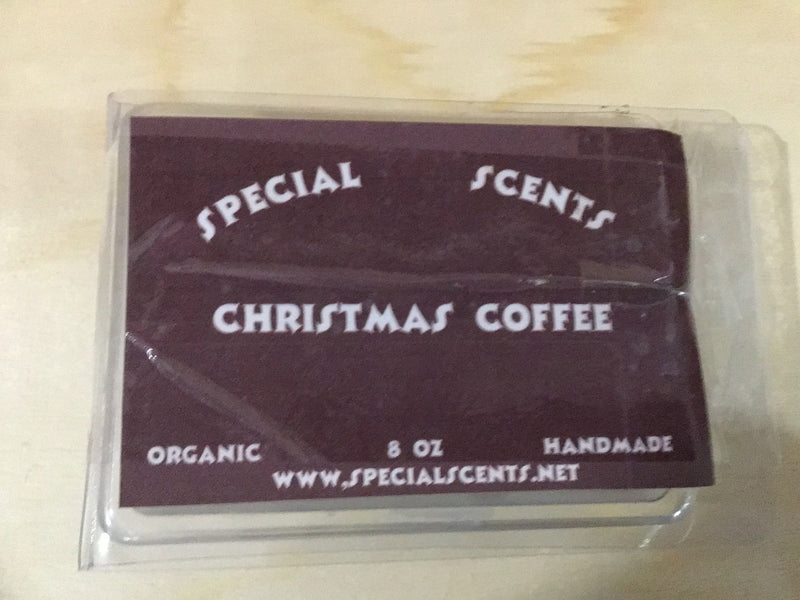 SPECIAL SCENTS
CHRISTMAS COFFEE
ORGANIC 8 OZ HANDMADE
WWW.SPECIALSCENTS.NET